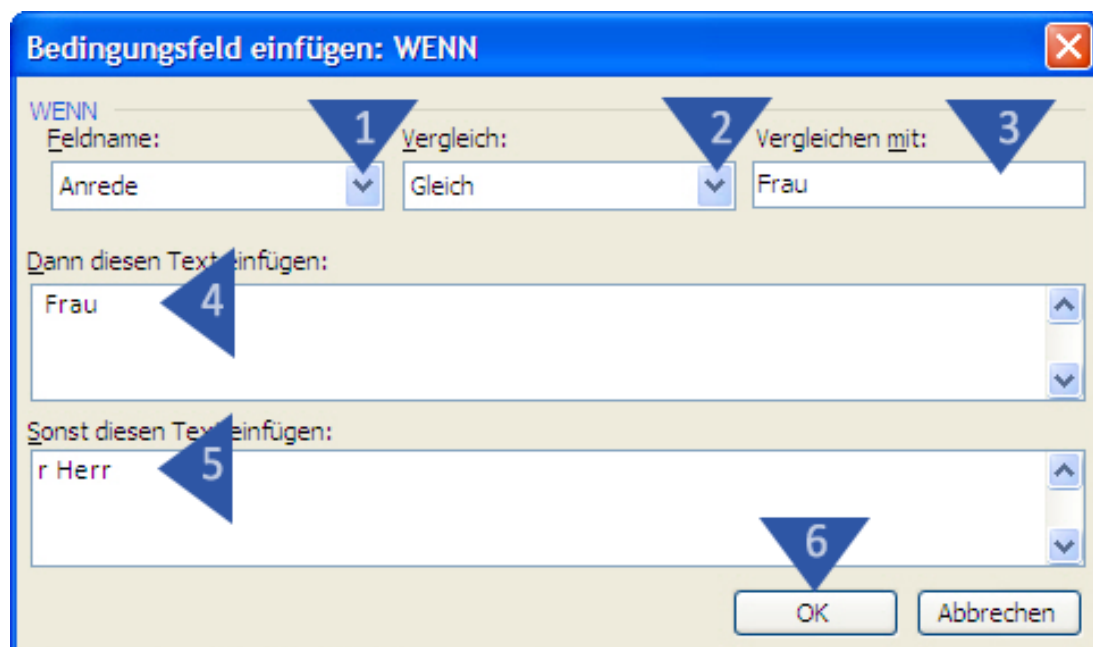 Bedingungsfeld einfügen: WENN
WENN
Feldname: 1 Vergleich: 2 Vergleichen mit: 3
Anrede Gleich Frau
Dann diesen Text einfügen:
Frau 4
Sonst diesen Text einfügen:
r Herr 5
6
OK Abbrechen